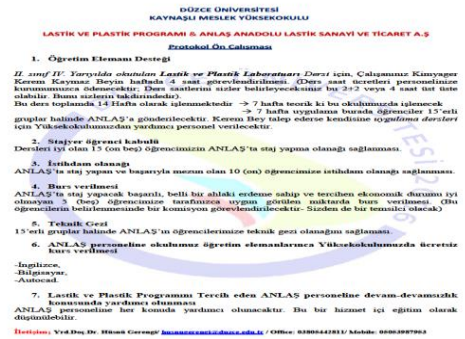 DÜZCE ÜNİVERSİTESİ
KAYNAŞLI MESLEK YÜKSEKOKULU
LASTİK VE PLASTİK PROGRAMI & ANLAŞ ANADOLU LASTİK SANAYİ VE TİCARET A.Ş
Protokol Ön Çalışması
1. Öğretim Elemanı Desteği
II. sınıf IV. Yarıyılda okutulan Lastik ve Plastik Laboratuarı Dersi için, Çalışanınız Kimyager
Kerem Kaymaz Beyin haftada 4 saat görevlendirilmesi. (Ders saat ücretleri personelinize
kurumumuzca ödenecektir. Ders saatlerini sizler belirleyeceksiniz bu 2+2 veya 4 saat üst üste
olabilir. Bunu sizlerin takdirindedir).
Bu ders toplamda 14 Hafta olarak işlenmektedir → 7 hafta teorik ki bu okulumuzda işlenecek
→ 7 hafta uygulama burada öğrenciler 15'erli
gruplar halinde ANLAŞ'a gönderilecektir. Kerem Bey talep ederse kendisine uygulama dersleri
için Yüksekokulumuzdan yardımcı personel verilecektir.
2. Stajyer öğrenci kabulü
Dersleri iyi olan 15 (on beş) öğrencimizin ANLAŞ'ta staj yapma olanağı sağlanması.
3. İstihdam olanağı
ANLAŞ'ta staj yapan ve başarıyla mezun olan 10 (on) öğrencimize istihdam olanağı sağlanması.
4. Burs verilmesi
ANLAŞ'ta staj yapacak başarılı, belli bir ahlaki erdeme sahip ve tercihen ekonomik durumu iyi
olmayan 5 (beş) öğrencimize tarafınızca uygun görülen miktarda burs verilmesi. (Bu
öğrencilerin belirlenmesinde bir komisyon görevlendirilecektir- Sizden de bir temsilci olacak)
5. Teknik Gezi
15'erli gruplar halinde ANLAŞ'ın öğrencilerimize teknik gezi olanağını sağlaması.
6. ANLAŞ personeline okulumuz öğretim elemanlarınca Yüksekokulumuzda ücretsiz
kurs verilmesi
-İngilizce,
-Bilgisayar,
-Autocad.
7. Lastik ve Plastik Programını Tercih eden ANLAŞ personeline devam-devamsızlık
konusunda yardımcı olunması
ANLAŞ personeline her konuda yardımcı olunacaktır. Bu bir hizmet içi eğitim olarak
düşünülebilir.
İletişim: Yrd.Doç.Dr. Hüsnü Gerengi/ husnugerengi@duzce.edu.tr / Office: 03805442811/ Mobile: 05063987903